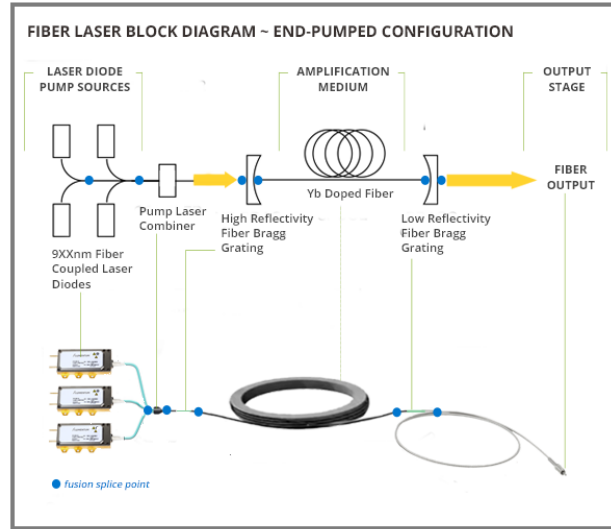 FIBER LASER BLOCK DIAGRAM ~ END-PUMPED CONFIGURATION
LASER DIODE
PUMP SOURCES
AMPLIFICATION
MEDIUM
OUTPUT
STAGE
FIBER
OUTPUT
Yb Doped Fiber
Pump Laser
Combiner
High Reflectivity
Fiber Bragg
Grating
Low Reflectivity
Fiber Bragg
Grating
9XXnm Fiber
Coupled Laser
Diodes
fusion splice point